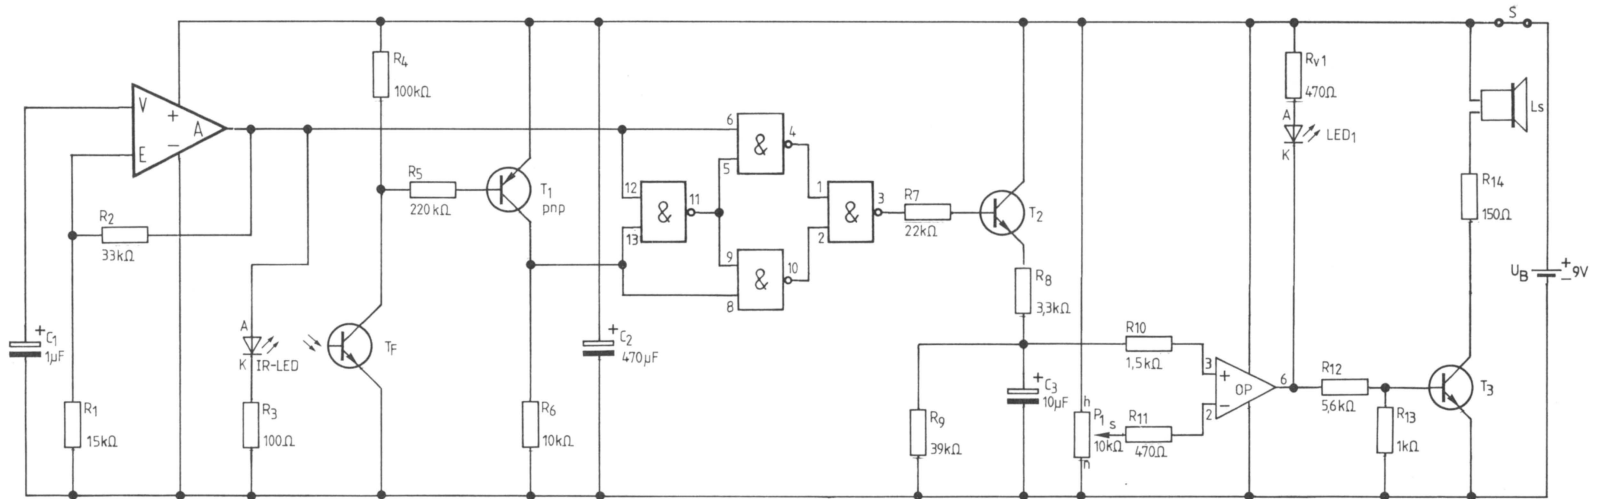 S
R4
100kΩ
Rv1
470Ω
Ls
V
+
A
E
−
A
LED1
K
6
&
4
5
R5
220kΩ
T1
pnp
12
&
11
13
1
&
3
2
R7
22kΩ
T2
R14
150Ω
R2
33kΩ
9
&
10
8
R8
3,3kΩ
UB
+
−
9V
+
C1
1µF
A
K
IR-LED
TF
+
C2
470µF
R10
1,5kΩ
3
+
OP
−
2
6
R12
5,6kΩ
T3
R1
15kΩ
R3
100Ω
R6
10kΩ
R9
39kΩ
+
C3
10µF
h
P1
s
10kΩ
n
R11
470Ω
R13
1kΩ